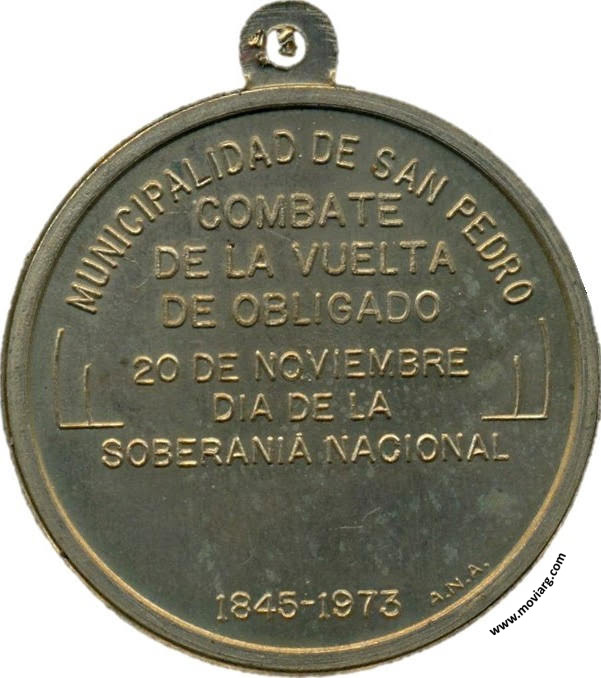 MUNICIPALIDAD DE SAN PEDRO
COMBATE
DE LA VUELTA
DE OBLIGADO
20 DE NOVIEMBRE
DIA DE LA
SOBERANIA NACIONAL
1845-1973
A.N.A.
www.moviarg.com